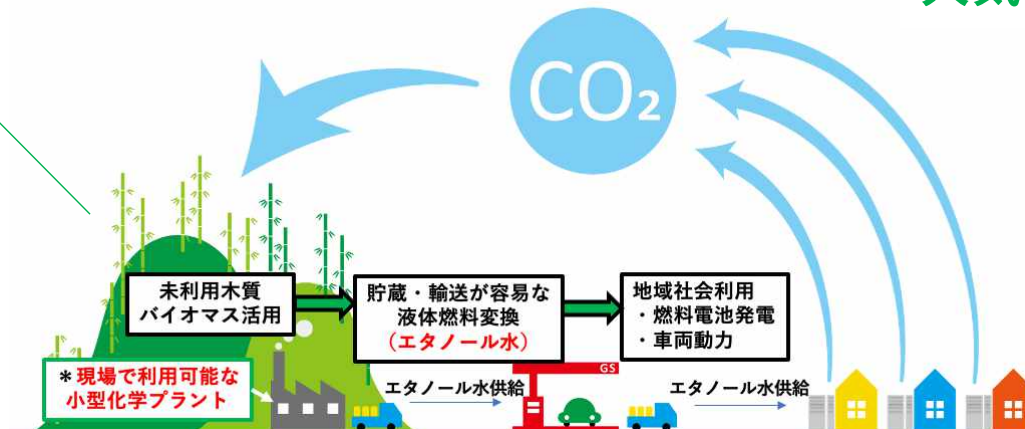 CO₂
未利用木質
バイオマス活用
貯蔵・輸送が容易な
液体燃料変換
（エタノール水）
地域社会利用
・燃料電池発電
・車両動力
＊現場で利用可能な
小型化学プラント
エタノール水供給
GS
エタノール水供給